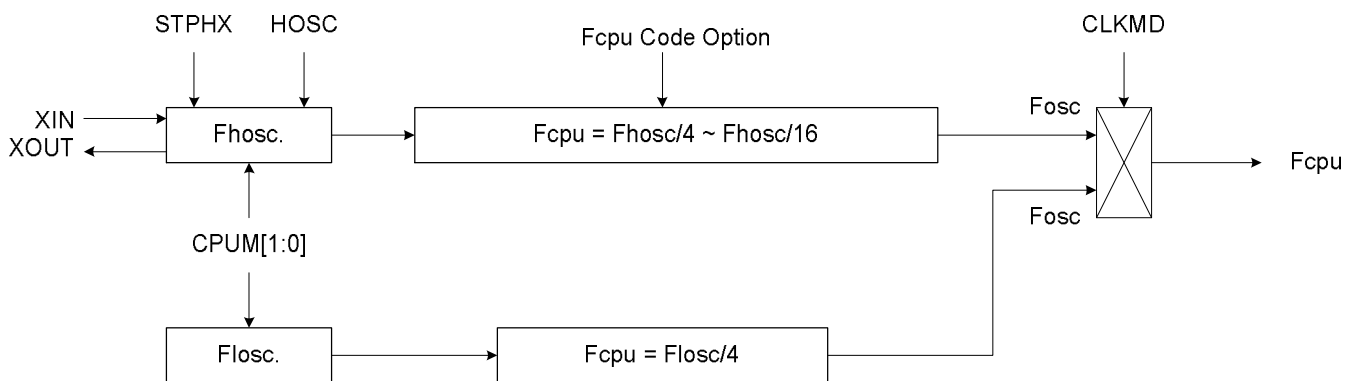 STPHX HOSC
Fcpu Code Option
CLKMD
XIN
XOUT
Fhosc.
Fcpu = Fhosc/4 ~ Fhosc/16
Fosc
Fcpu
Fosc
CPUM[1:0]
Flosc.
Fcpu = Flosc/4